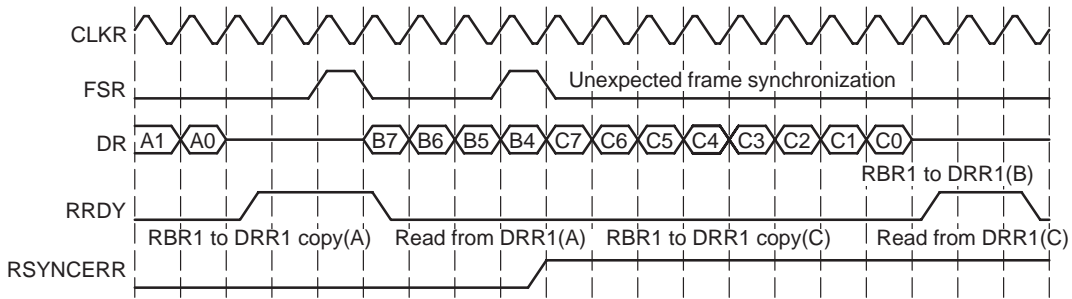 CLKR
FSR
Unexpected frame synchronization
DR A1 A0 B7 B6 B5 B4 C7 C6 C5 C4 C3 C2 C1 C0
RBR1 to DRR1(B)
RRDY
RBR1 to DRR1 copy(A) Read from DRR1(A) RBR1 to DRR1 copy(C) Read from DRR1(C)
RSYNCERR